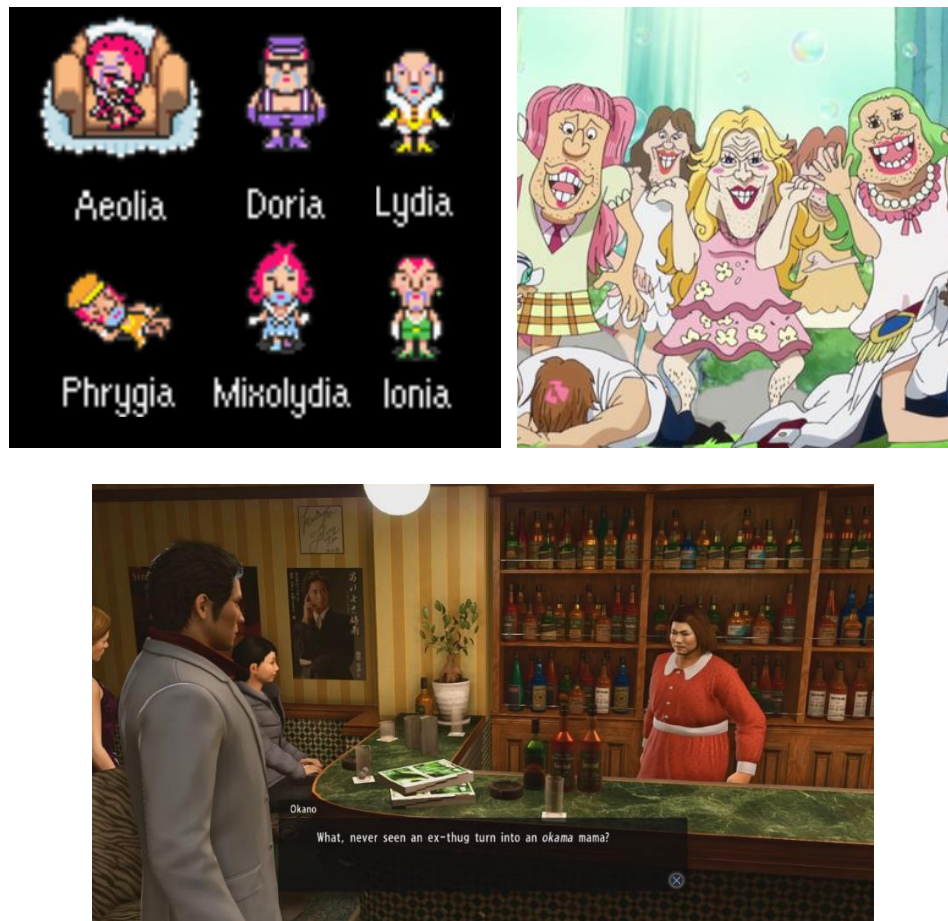 Aeolia
Doria
Lydia
Phrygia
Mixolydia
Ionia
Okano
What, never seen an ex-thug turn into an okama mama?